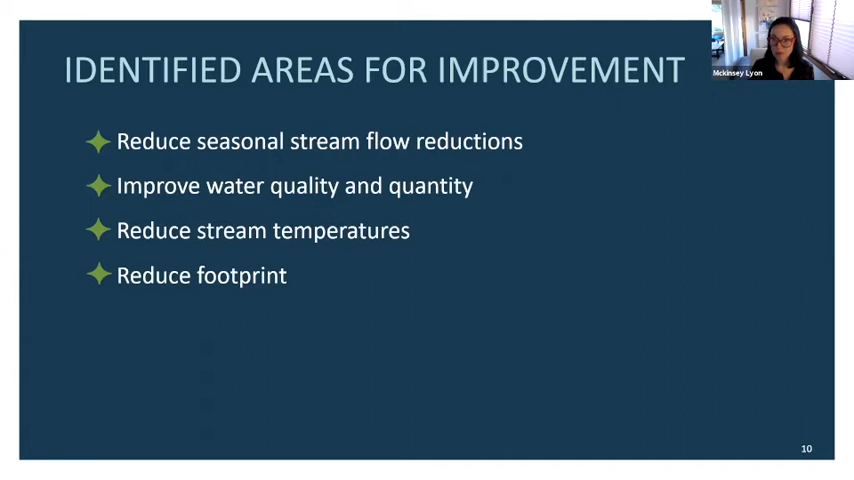 IDENTIFIED AREAS FOR IMPROVEMENT
Mckinsey Lyon
Reduce seasonal stream flow reductions
Improve water quality and quantity
Reduce stream temperatures
Reduce footprint
10